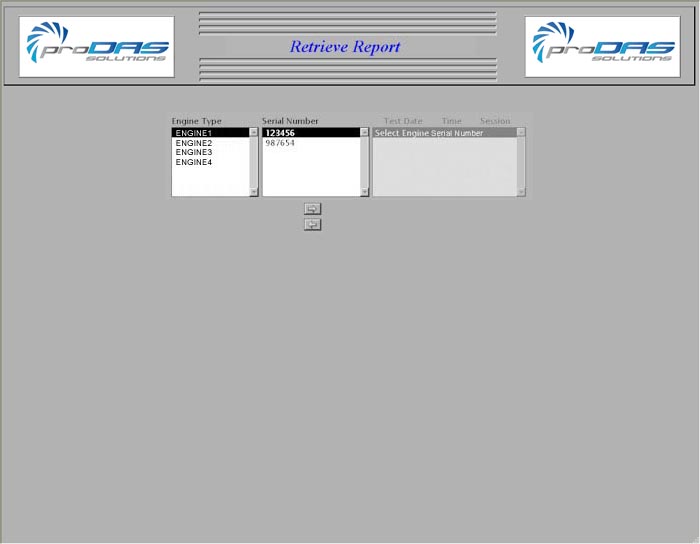 proDAS
SOLUTIONS
Retrieve Report
proDAS
SOLUTIONS
Engine Type Serial Number Test Date Time Session
ENGINE1 123456 Select Engine Serial Number
ENGINE2 987654
ENGINE3
ENGINE4